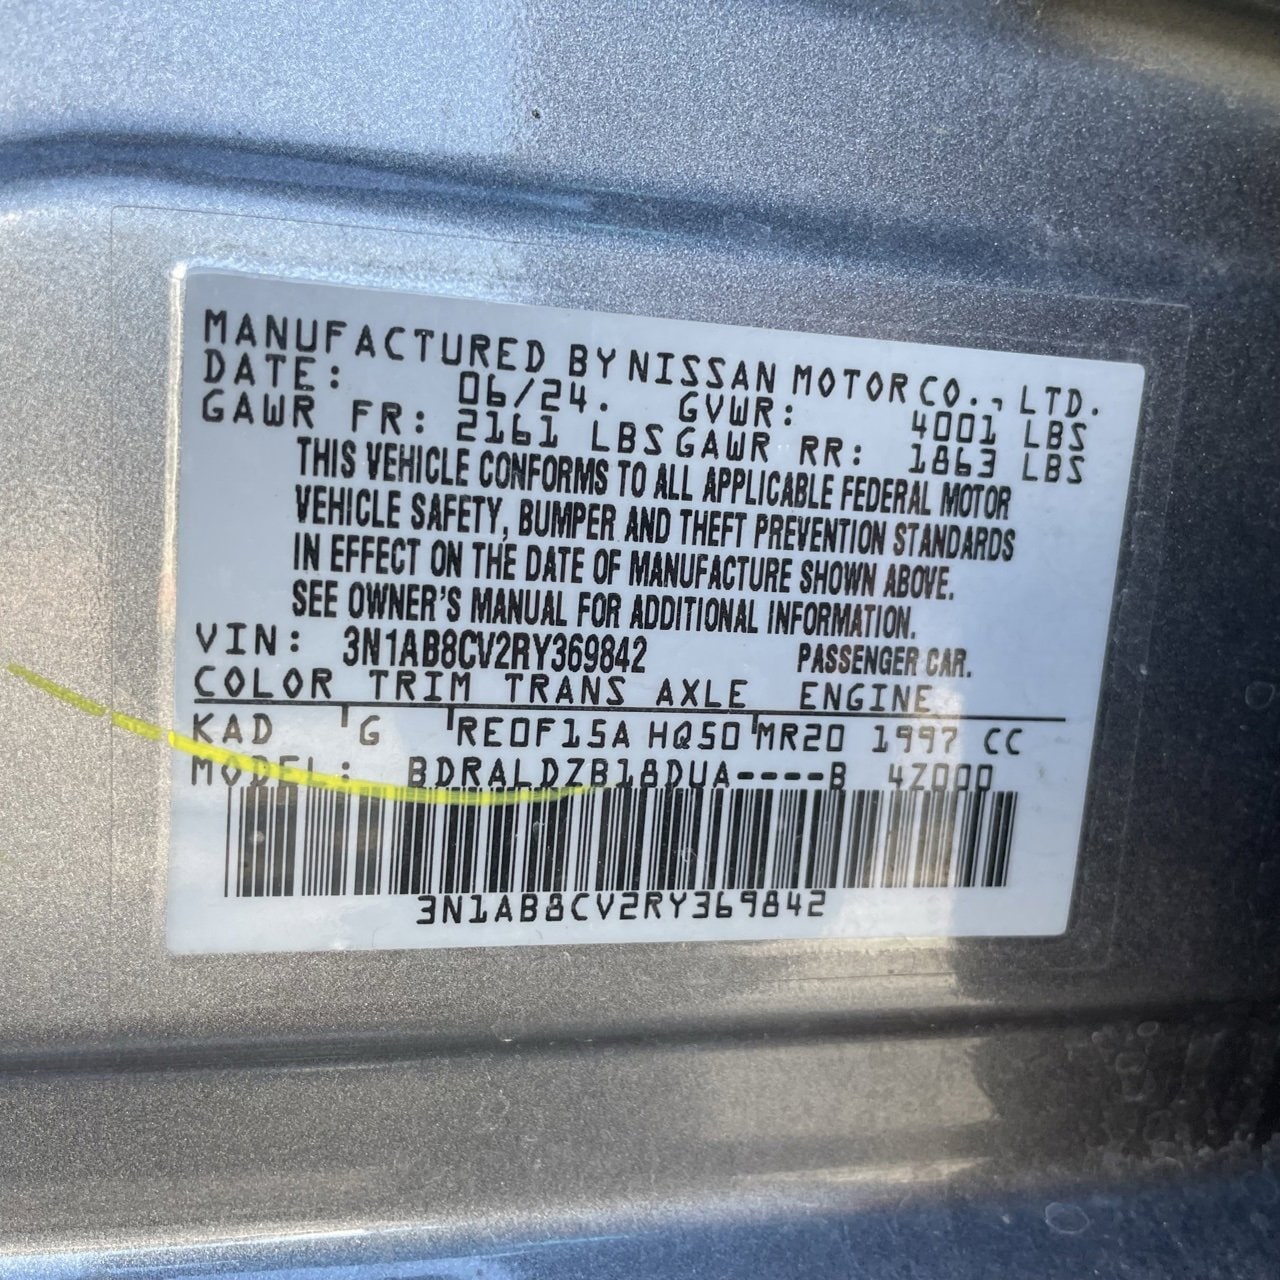 MANUFACTURED BY NISSAN MOTOR CO., LTD.
DATE: 06/24. GVWR: 4001 LBS
GAWR FR: 2161 LBS GAWR RR: 1863 LBS
THIS VEHICLE CONFORMS TO ALL APPLICABLE FEDERAL MOTOR
VEHICLE SAFETY, BUMPER AND THEFT PREVENTION STANDARDS
IN EFFECT ON THE DATE OF MANUFACTURE SHOWN ABOVE.
SEE OWNER'S MANUAL FOR ADDITIONAL INFORMATION.
VIN: 3N1AB8CV2RY369842 PASSENGER CAR.
COLOR TRIM TRANS AXLE ENGINE
KAD G RE0F15A HQ50 MR20 1997 CC
MODEL: BDRALDZB18DUA----B 4Z000
3N1AB8CV2RY369842